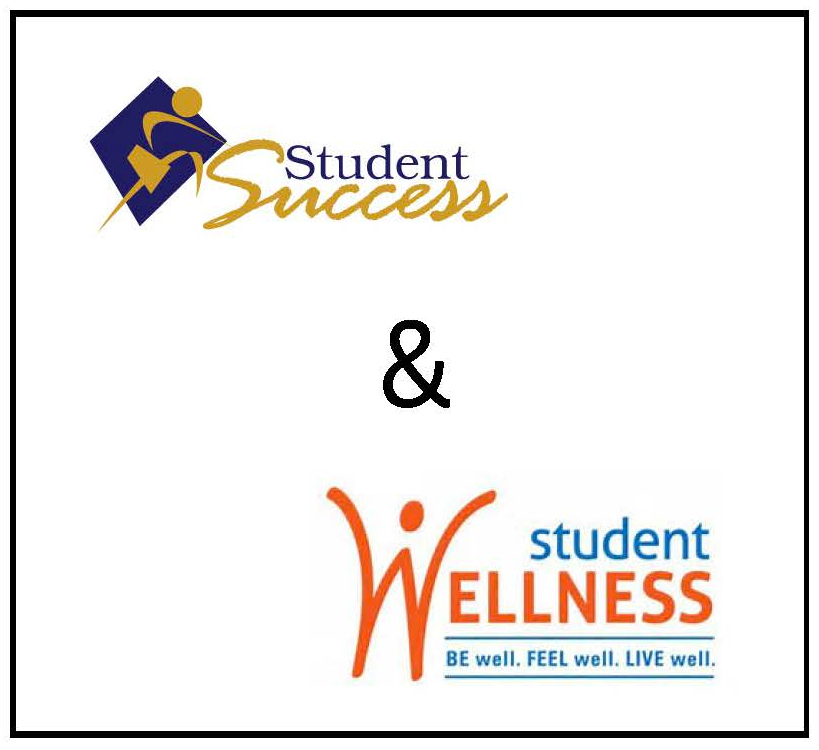 Student
Success
&
student
WELLNESS
BE well. FEEL well. LIVE well.